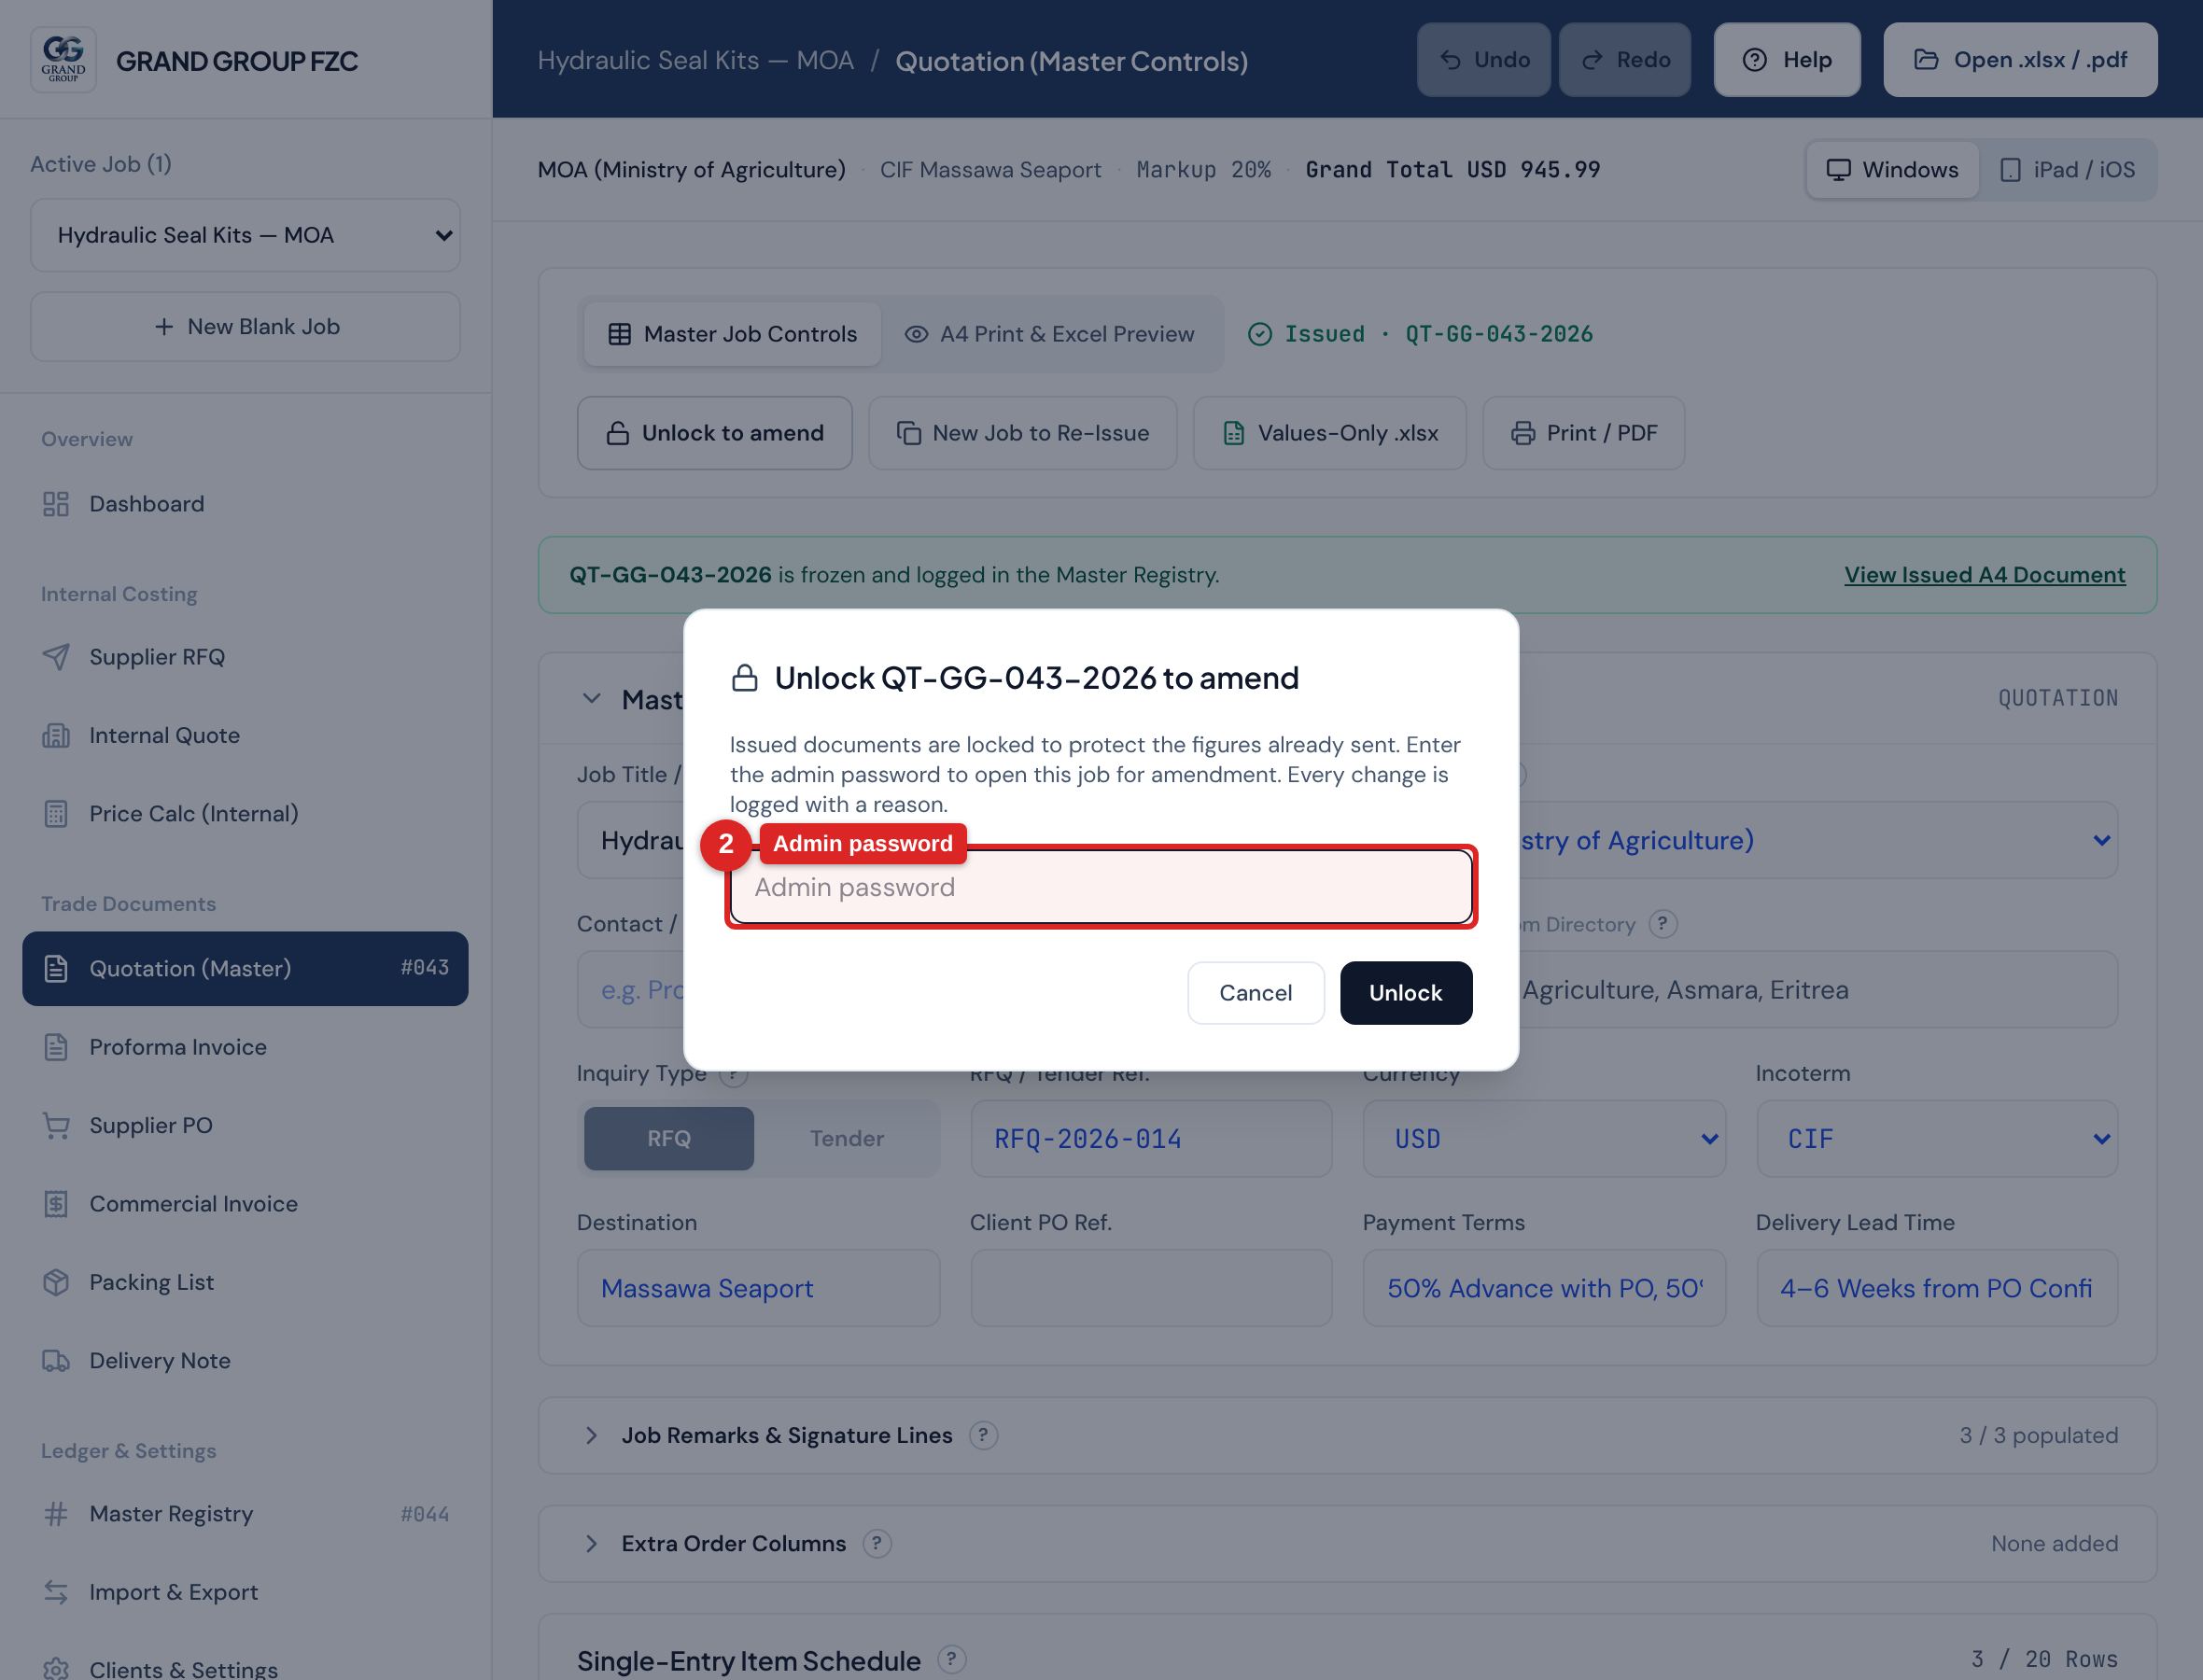 GG
GRAND
GROUP
GRAND GROUP FZC
Hydraulic Seal Kits — MOA / Quotation (Master Controls)
Undo
Redo
Help
Open .xlsx / .pdf
Active Job (1)
Hydraulic Seal Kits — MOA
New Blank Job
MOA (Ministry of Agriculture) · CIF Massawa Seaport · Markup 20% · Grand Total USD 945.99
Windows
iPad / iOS
Master Job Controls
A4 Print & Excel Preview
Issued · QT-GG-043-2026
Unlock to amend
New Job to Re-Issue
Values-Only .xlsx
Print / PDF
QT-GG-043-2026 is frozen and logged in the Master Registry.
View Issued A4 Document
Overview
Dashboard
Internal Costing
Supplier RFQ
Internal Quote
Price Calc (Internal)
Trade Documents
Quotation (Master) #043
Proforma Invoice
Supplier PO
Commercial Invoice
Packing List
Delivery Note
Ledger & Settings
Master Registry #044
Import & Export
Clients & Settings
Unlock QT-GG-043-2026 to amend
Issued documents are locked to protect the figures already sent. Enter
the admin password to open this job for amendment. Every change is
logged with a reason.
2 Admin password
Admin password
Cancel
Unlock
Mast
QUOTATION
Job Title /
Hydrau
stry of Agriculture)
Contact /
om Directory ?
e.g. Pro
Agriculture, Asmara, Eritrea
Inquiry Type ?
RFQ / Tender Ref.
Currency
Incoterm
RFQ
Tender
RFQ-2026-014
USD
CIF
Destination
Client PO Ref.
Payment Terms
Delivery Lead Time
Massawa Seaport
50% Advance with PO, 50%
4–6 Weeks from PO Confi
Job Remarks & Signature Lines ?
3 / 3 populated
Extra Order Columns ?
None added
Single-Entry Item Schedule ?
3 / 20 Rows